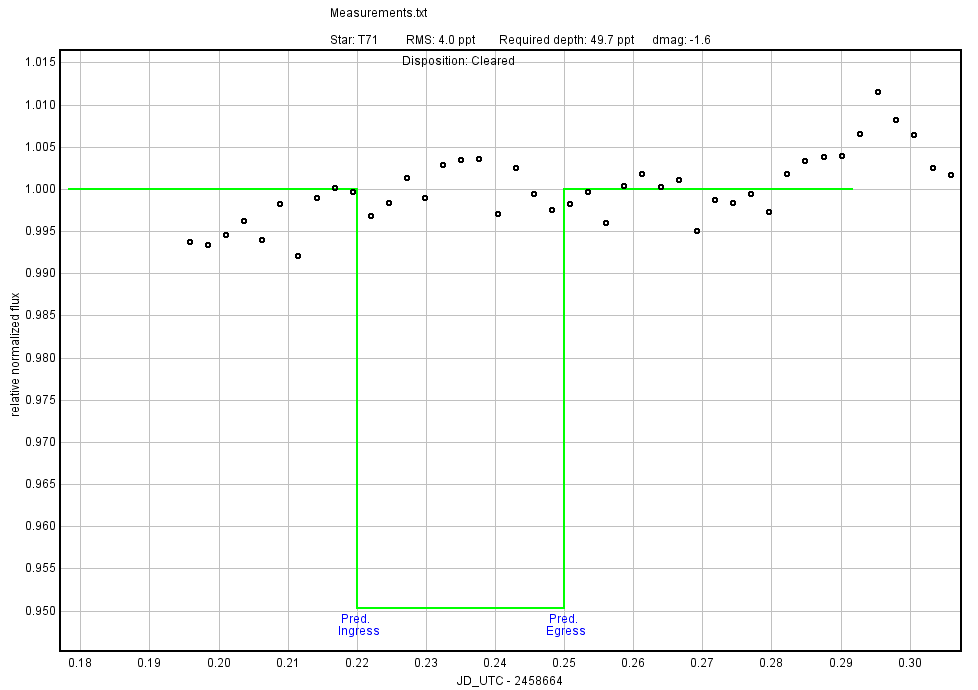 Measurements.txt
Star: T71 RMS: 4.0 ppt Required depth: 49.7 ppt dmag: -1.6
Disposition: Cleared
1.015
1.010
1.005
1.000
0.995
0.990
0.985
0.980
0.975
0.970
0.965
0.960
0.955
0.950
relative normalized flux
Pred.
Ingress
Pred.
Egress
0.18 0.19 0.20 0.21 0.22 0.23 0.24 0.25 0.26 0.27 0.28 0.29 0.30
JD_UTC - 2458664